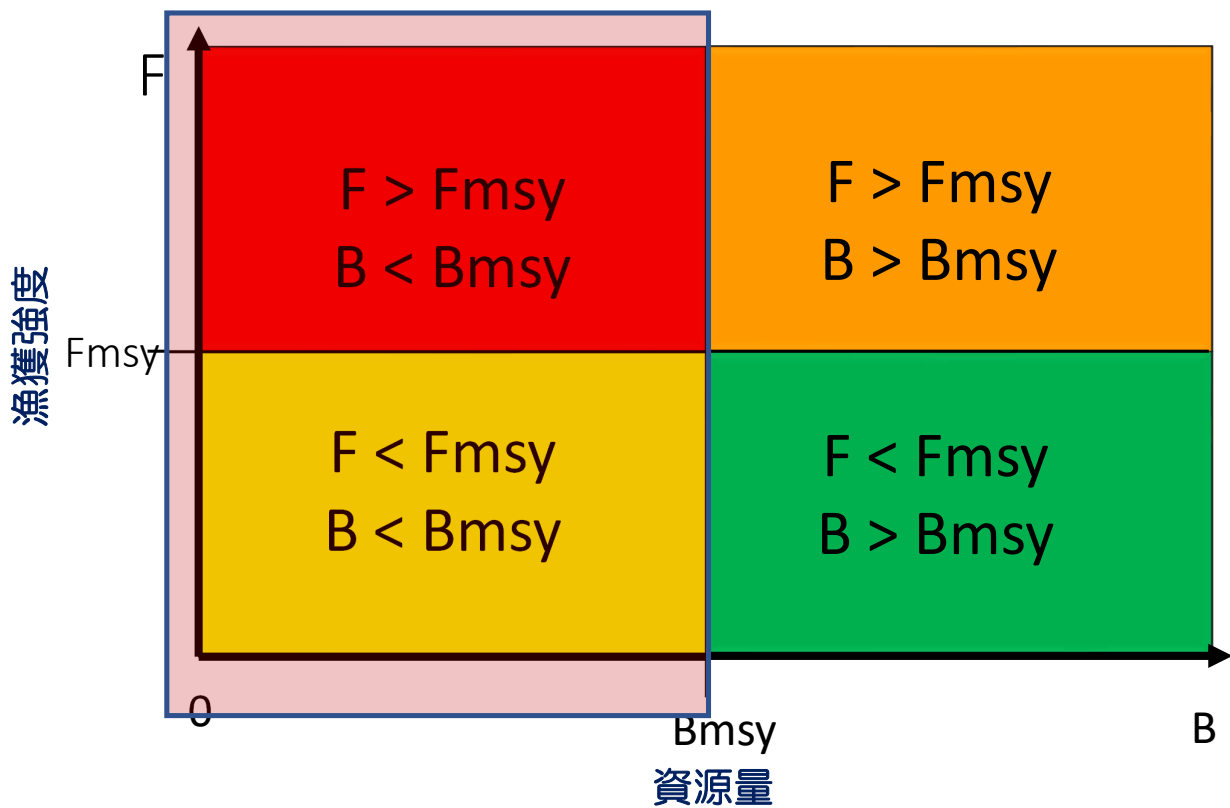 F
F > Fmsy
B < Bmsy
F > Fmsy
B > Bmsy
漁獲強度
Fmsy
F < Fmsy
B < Bmsy
F < Fmsy
B > Bmsy
0
Bmsy
B
資源量